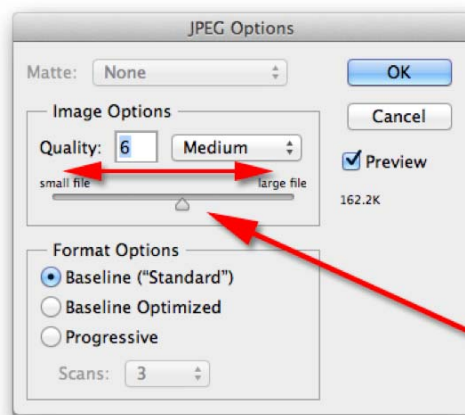 JPEG Options
Matte: None
OK
Image Options
Cancel
Quality: 6 Medium
Preview
small file large file
162.2K
Format Options
Baseline (“Standard”)
Baseline Optimized
Progressive
Scans: 3